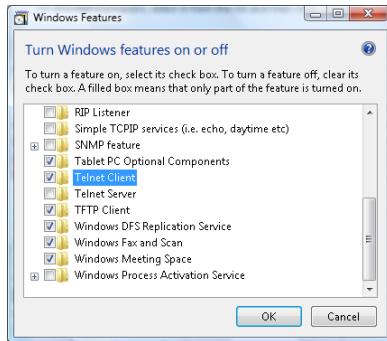 Windows Features
Turn Windows features on or off
To turn a feature on, select its check box. To turn a feature off, clear its
check box. A filled box means that only part of the feature is turned on.
RIP Listener
Simple TCPIP services (i.e. echo, daytime etc)
SNMP feature
Tablet PC Optional Components
Telnet Client
Telnet Server
TFTP Client
Windows DFS Replication Service
Windows Fax and Scan
Windows Meeting Space
Windows Process Activation Service
OK
Cancel